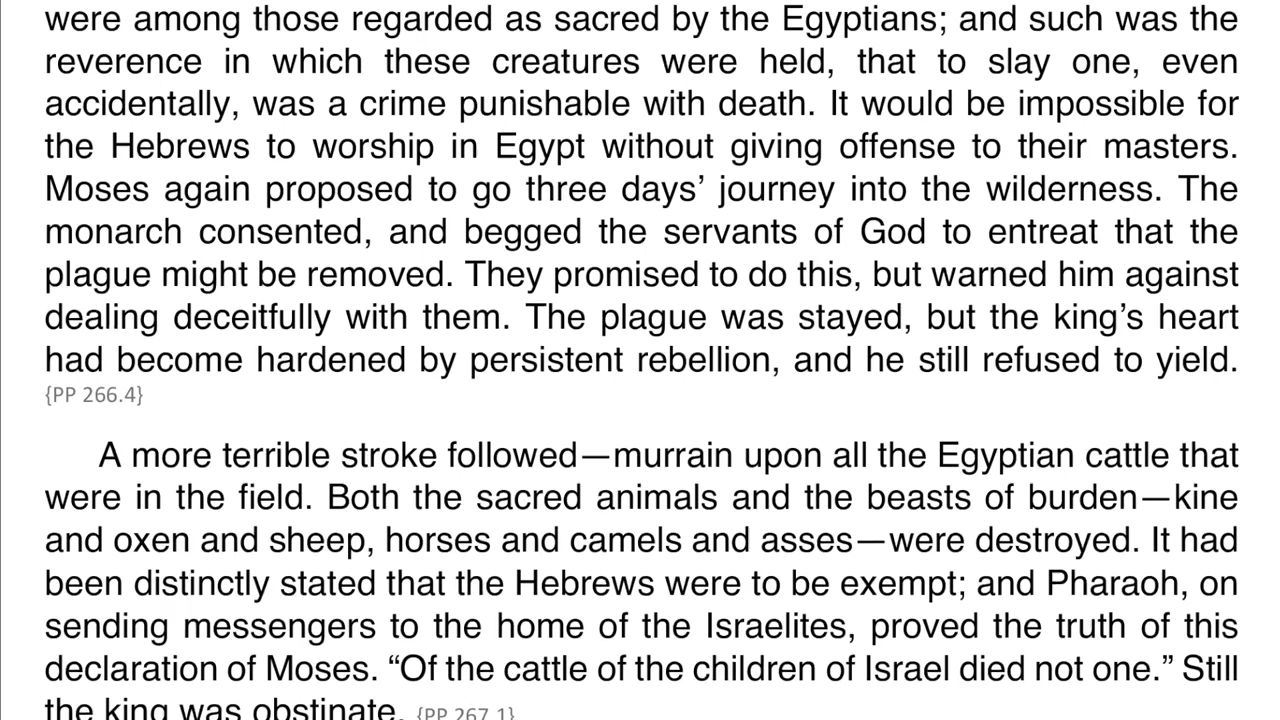 were among those regarded as sacred by the Egyptians; and such was the
reverence in which these creatures were held, that to slay one, even
accidentally, was a crime punishable with death. It would be impossible for
the Hebrews to worship in Egypt without giving offense to their masters.
Moses again proposed to go three days’ journey into the wilderness. The
monarch consented, and begged the servants of God to entreat that the
plague might be removed. They promised to do this, but warned him against
dealing deceitfully with them. The plague was stayed, but the king’s heart
had become hardened by persistent rebellion, and he still refused to yield.
{PP 266.4}
A more terrible stroke followed—murrain upon all the Egyptian cattle that
were in the field. Both the sacred animals and the beasts of burden—kine
and oxen and sheep, horses and camels and asses—were destroyed. It had
been distinctly stated that the Hebrews were to be exempt; and Pharaoh, on
sending messengers to the home of the Israelites, proved the truth of this
declaration of Moses. “Of the cattle of the children of Israel died not one.” Still
the king was obstinate. {PP 267.1}